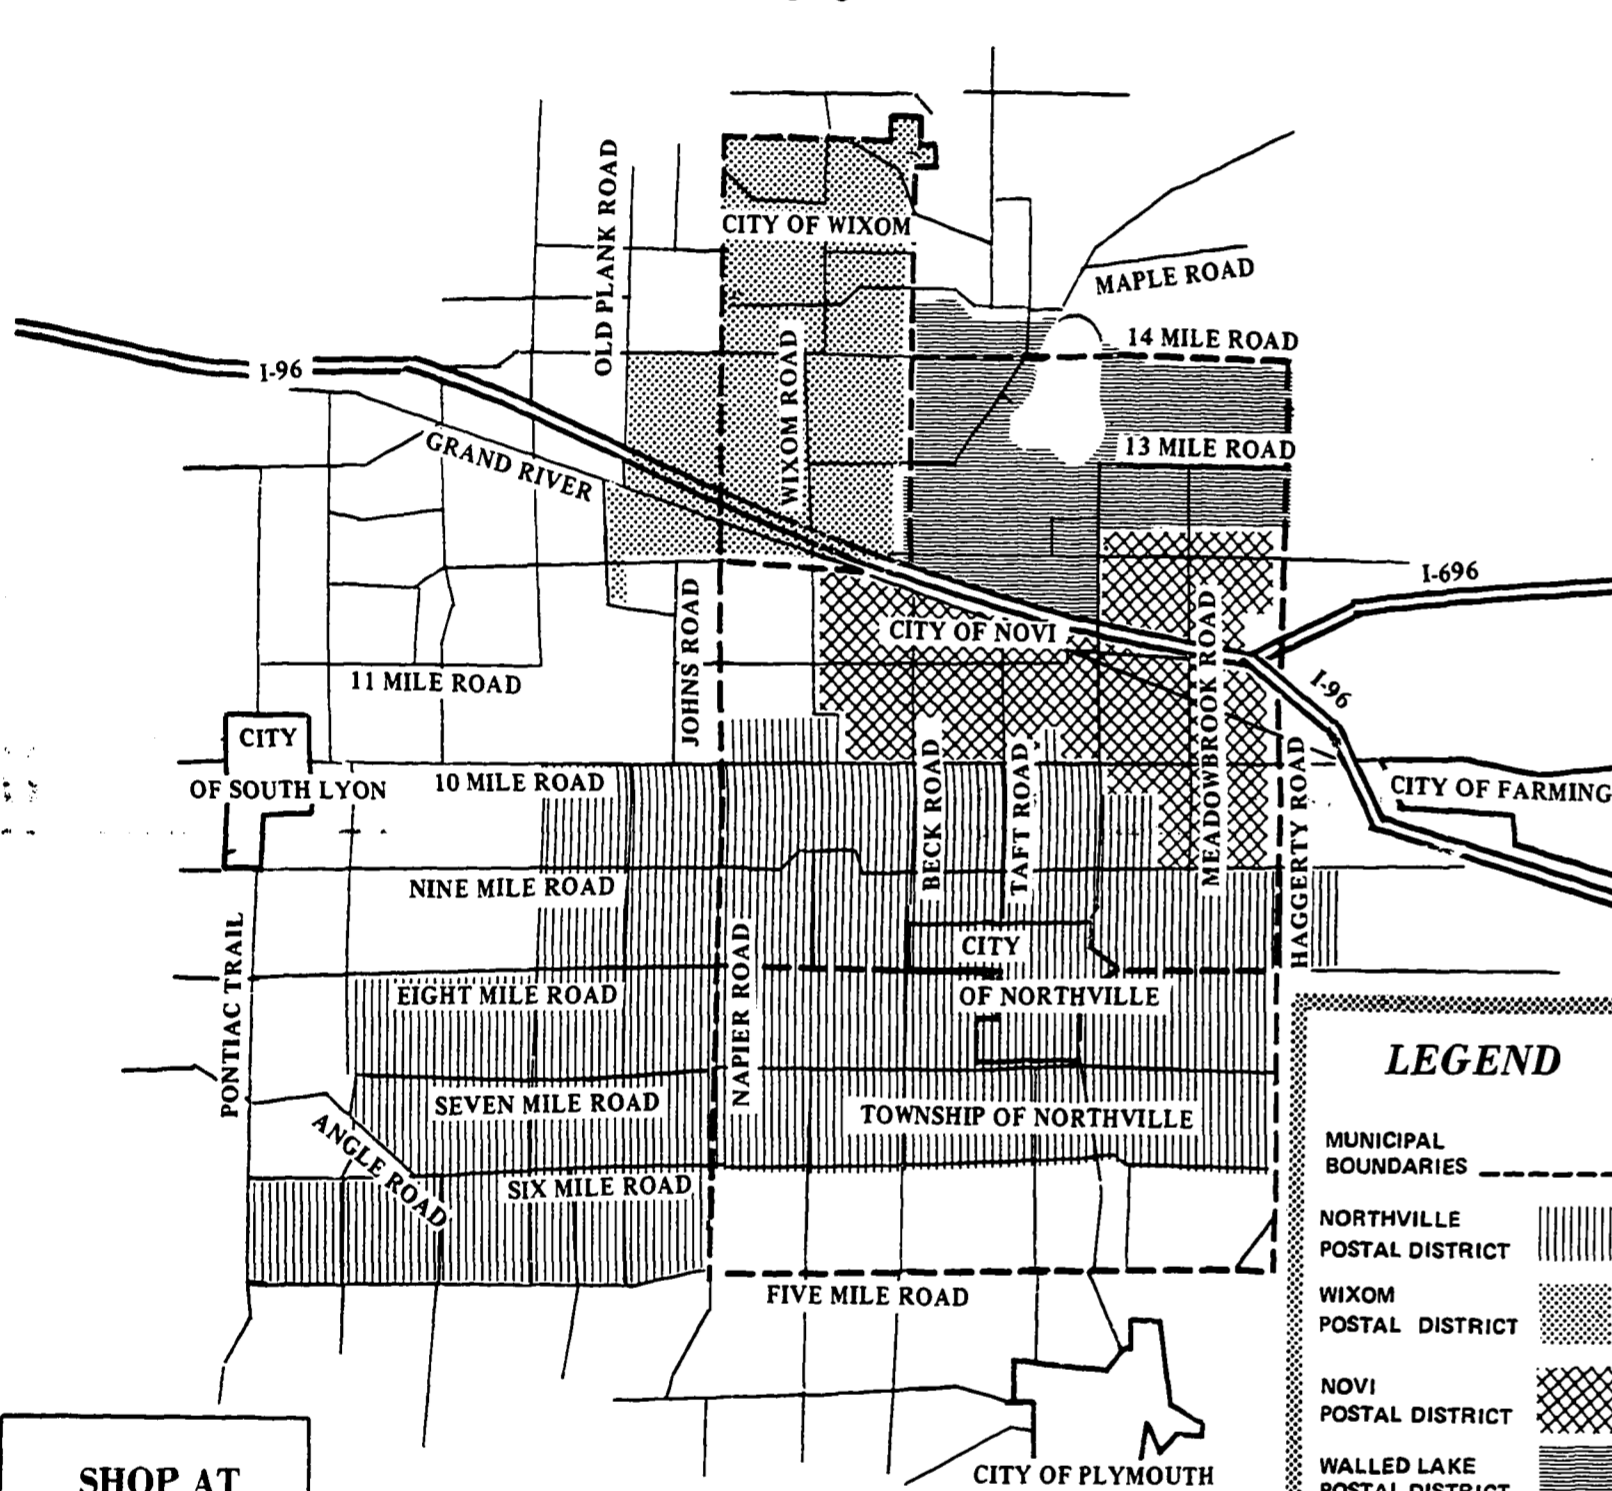 OLD PLANK ROAD
CITY OF WIXOM
MAPLE ROAD
14 MILE ROAD
I-96
WIXOM ROAD
GRAND RIVER
13 MILE ROAD
I-696
CITY OF NOVI
JOHNS ROAD
MEADOWBROOK ROAD
11 MILE ROAD
I-96
CITY
OF SOUTH LYON
10 MILE ROAD
BECK ROAD
TAFT ROAD
HAGGERTY ROAD
CITY OF FARMING
NINE MILE ROAD
PONTIAC TRAIL
NAPIER ROAD
CITY
OF NORTHVILLE
EIGHT MILE ROAD
SEVEN MILE ROAD
TOWNSHIP OF NORTHVILLE
ANGLE ROAD
SIX MILE ROAD
FIVE MILE ROAD
CITY OF PLYMOUTH
LEGEND
MUNICIPAL
BOUNDARIES
NORTHVILLE
POSTAL DISTRICT
WIXOM
POSTAL DISTRICT
NOVI
POSTAL DISTRICT
WALLED LAKE
POSTAL DISTRICT
SHOP AT